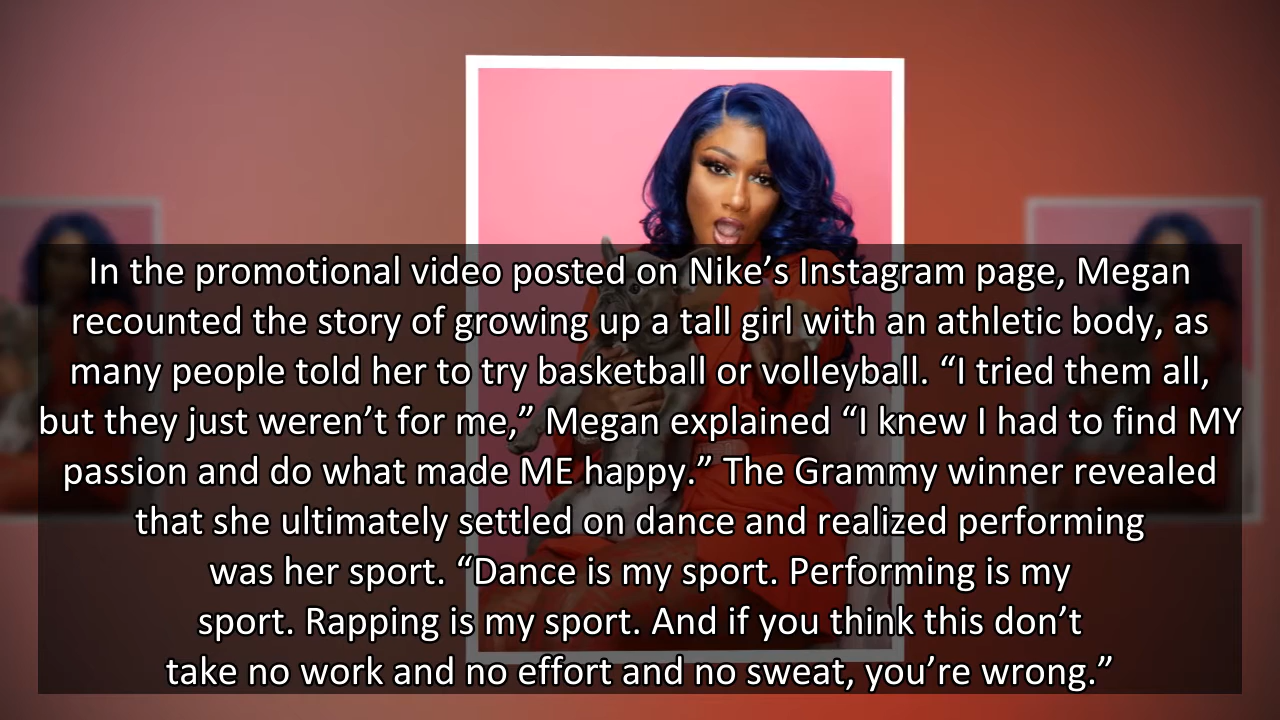 In the promotional video posted on Nike’s Instagram page, Megan
recounted the story of growing up a tall girl with an athletic body, as
many people told her to try basketball or volleyball. “I tried them all,
but they just weren’t for me,” Megan explained “I knew I had to find MY
passion and do what made ME happy.” The Grammy winner revealed
that she ultimately settled on dance and realized performing
was her sport. “Dance is my sport. Performing is my
sport. Rapping is my sport. And if you think this don’t
take no work and no effort and no sweat, you’re wrong.”